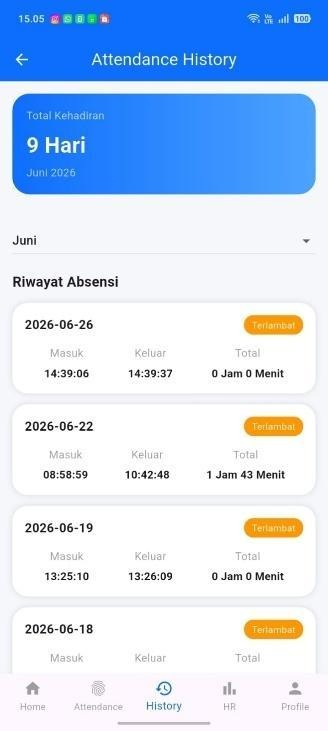 15.05
VoLTE 100
Attendance History
Total Kehadiran
9 Hari
Juni 2026
Juni
Riwayat Absensi
2026-06-26 Terlambat
Masuk Keluar Total
14:39:06 14:39:37 0 Jam 0 Menit
2026-06-22 Terlambat
Masuk Keluar Total
08:58:59 10:42:48 1 Jam 43 Menit
2026-06-19 Terlambat
Masuk Keluar Total
13:25:10 13:26:09 0 Jam 0 Menit
2026-06-18 Terlambat
Masuk Keluar Total
Home Attendance History HR Profile